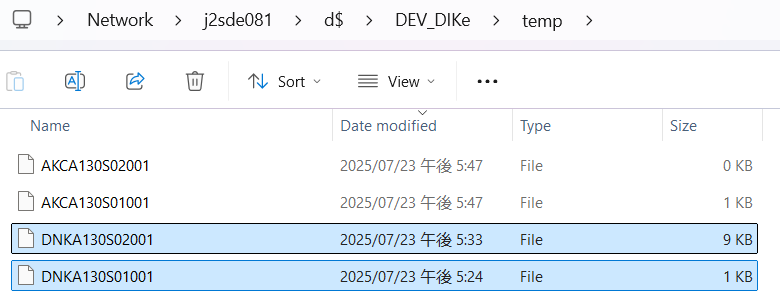 Network > j2sde081 > d$ > DEV_DIKe > temp >
Sort View ...
Name Date modified Type Size
AKCA130S02001 2025/07/23 午後 5:47 File 0 KB
AKCA130S01001 2025/07/23 午後 5:47 File 1 KB
DNKA130S02001 2025/07/23 午後 5:33 File 9 KB
DNKA130S01001 2025/07/23 午後 5:24 File 1 KB